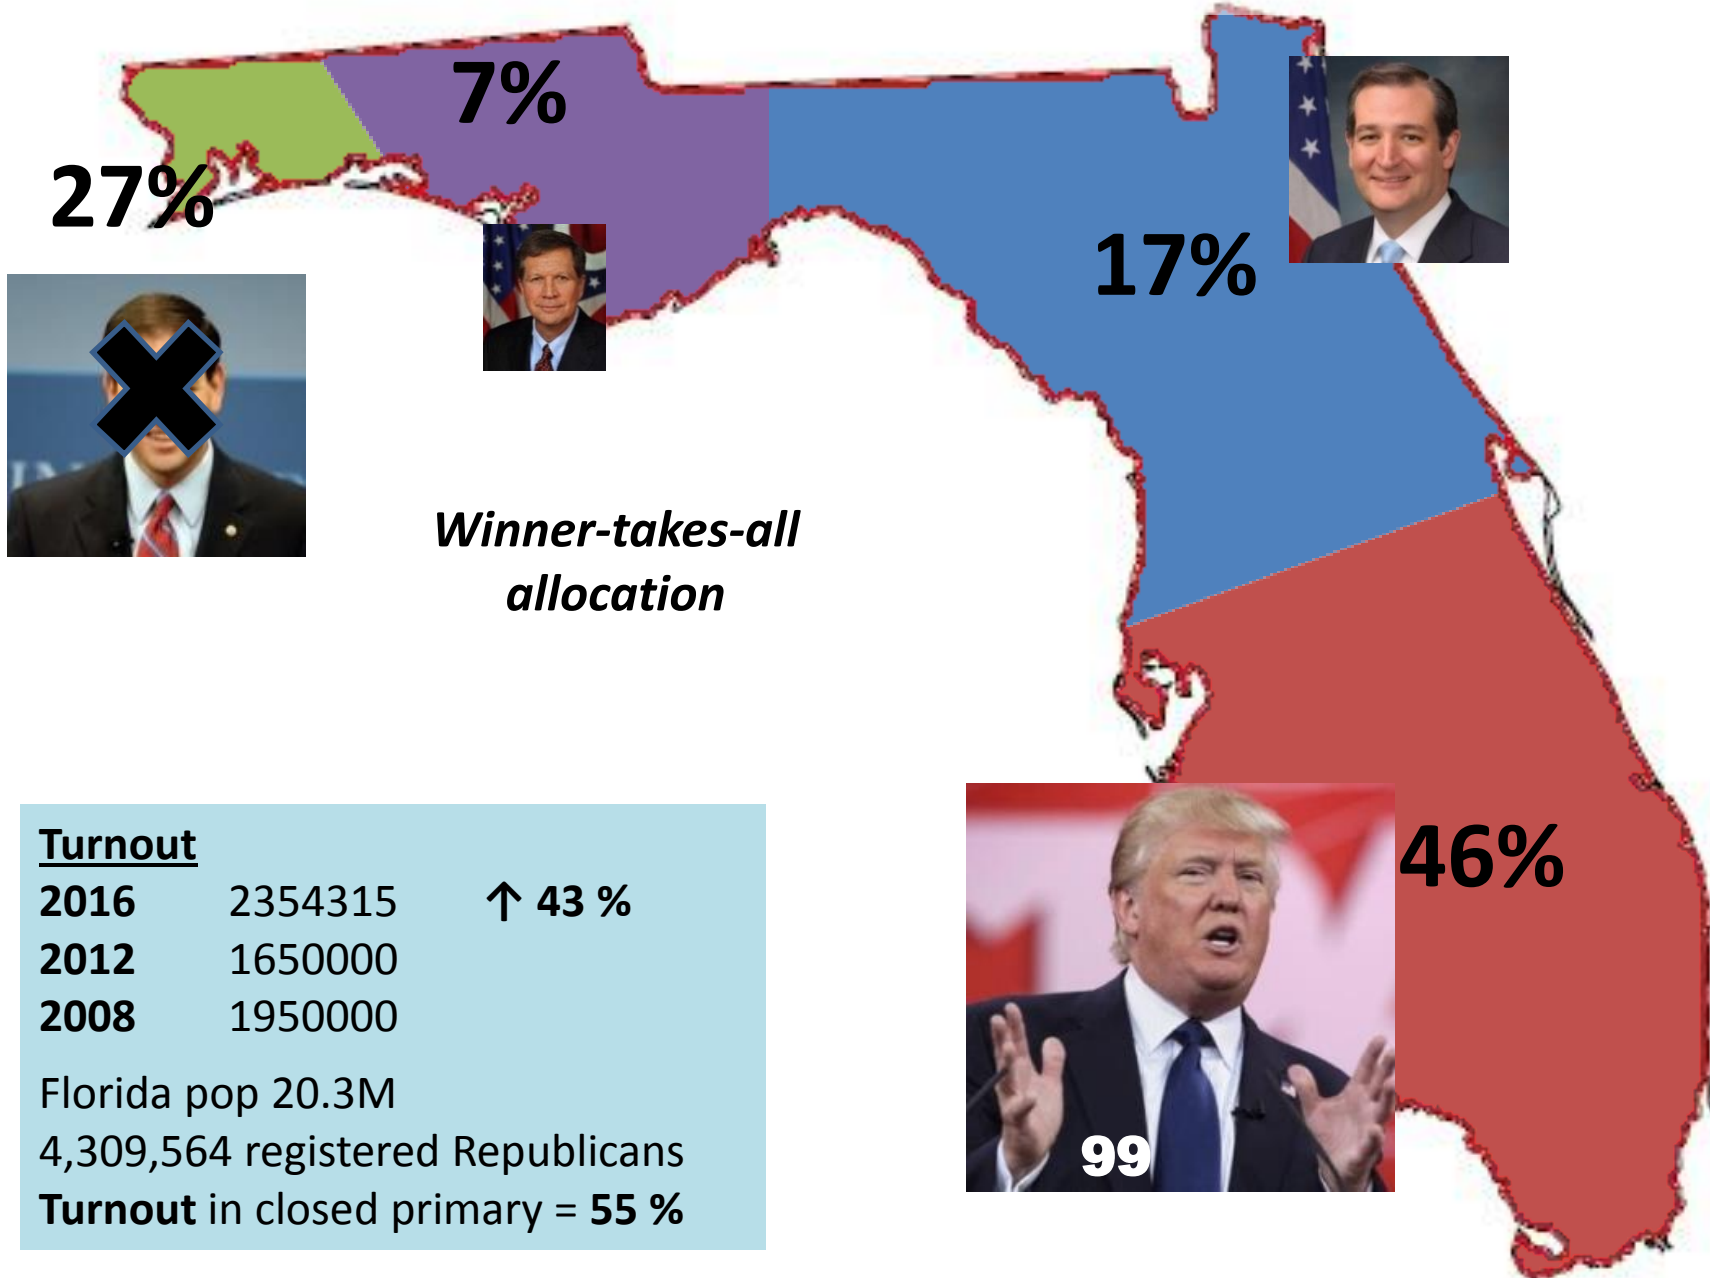 7%
27%
17%
Winner-takes-all
allocation
46%
99
Turnout
2016 2354315 ↑ 43 %
2012 1650000
2008 1950000
Florida pop 20.3M
4,309,564 registered Republicans
Turnout in closed primary = 55 %